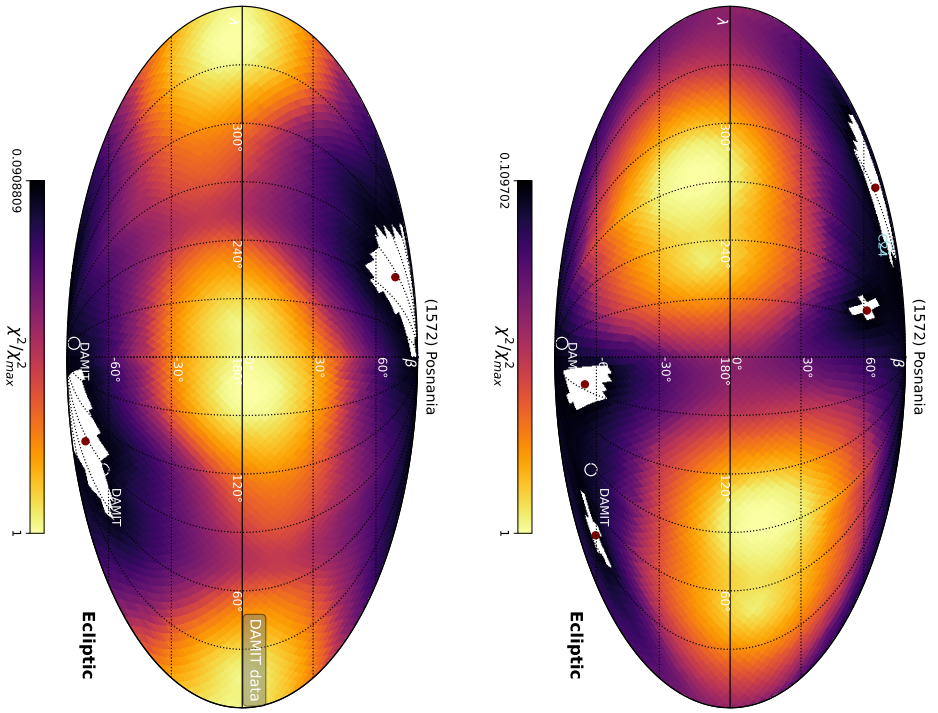 (1572) Posnania
β
60°
C24
30°
λ 300° 240° 0° 120° 60°
180°
-30°
-60°
DAMIT
DAMIT
Ecliptic
0.109702 1
χ²/χ²max
(1572) Posnania
β
60°
30°
DAMIT data
λ 300° 240° 120° 60°
-60°
DAMIT
DAMIT
Ecliptic
0.0908809 1
χ²/χ²max